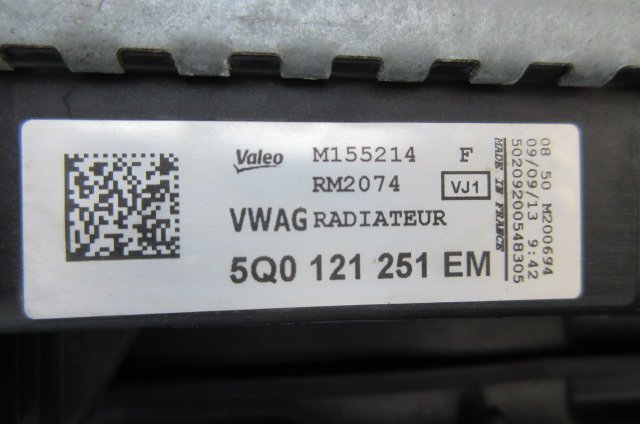 Valeo M155214 F
RM2074 VJ1
VWAG RADIATEUR
5Q0 121 251 EM
MADE IN FRANCE
50209200548305
09/09/13 9:42
08 50 M200694